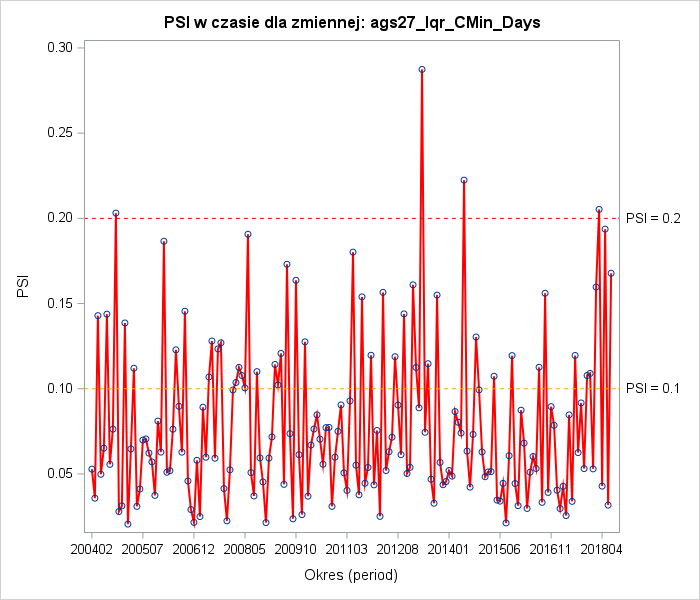 PSI w czasie dla zmiennej: ags27_Iqr_CMin_Days
0.30
0.25
0.20
0.15
0.10
0.05
PSI
PSI = 0.2
PSI = 0.1
200402 200507 200612 200805 200910 201103 201208 201401 201506 201611 201804
Okres (period)